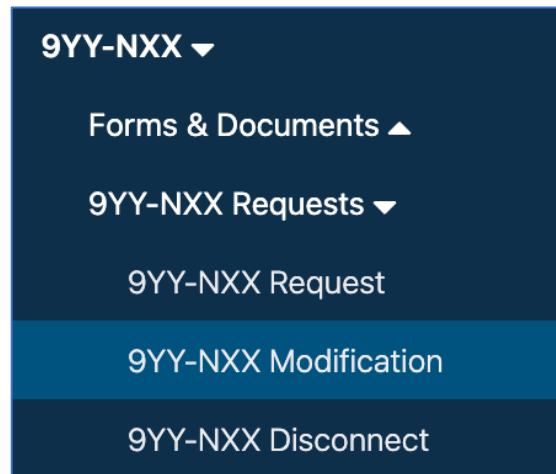 9YY-NXX
Forms & Documents
9YY-NXX Requests
9YY-NXX Request
9YY-NXX Modification
9YY-NXX Disconnect